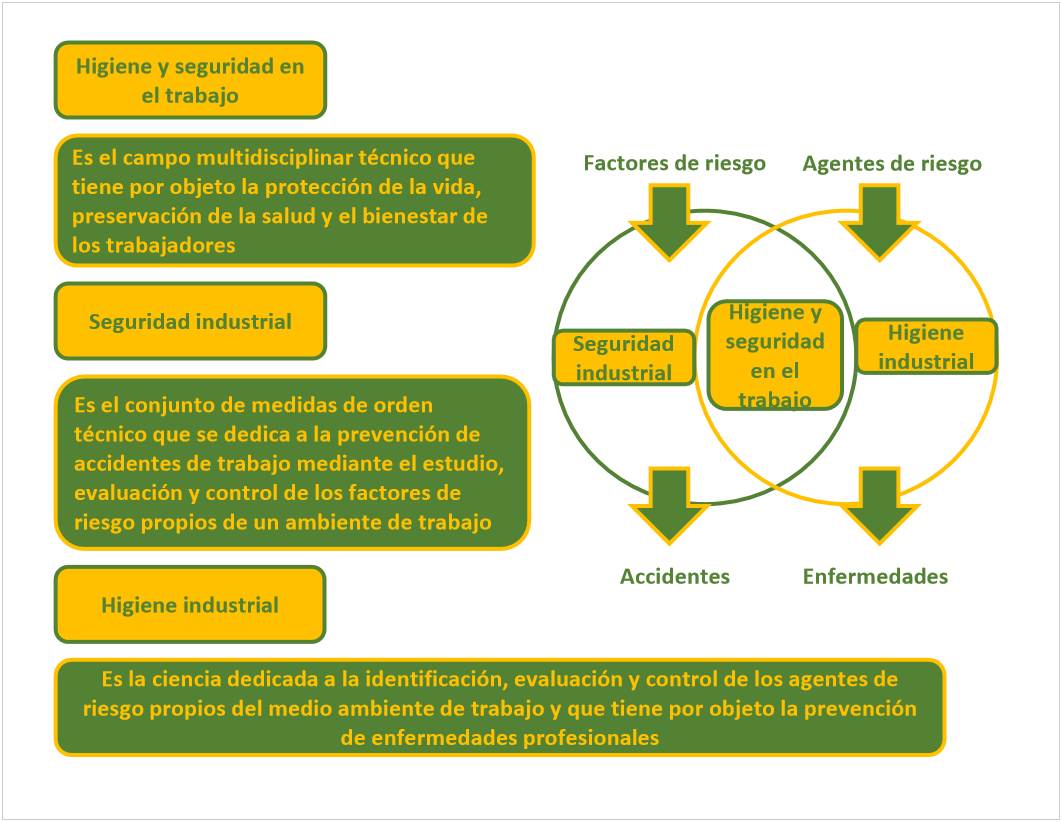 Higiene y seguridad en
el trabajo
Es el campo multidisciplinar técnico que
tiene por objeto la protección de la vida,
preservación de la salud y el bienestar de
los trabajadores
Seguridad industrial
Es el conjunto de medidas de orden
técnico que se dedica a la prevención de
accidentes de trabajo mediante el estudio,
evaluación y control de los factores de
riesgo propios de un ambiente de trabajo
Higiene industrial
Es la ciencia dedicada a la identificación, evaluación y control de los agentes de
riesgo propios del medio ambiente de trabajo y que tiene por objeto la prevención
de enfermedades profesionales
Factores de riesgo
Agentes de riesgo
Seguridad
industrial
Higiene y
seguridad
en el
trabajo
Higiene
industrial
Accidentes
Enfermedades